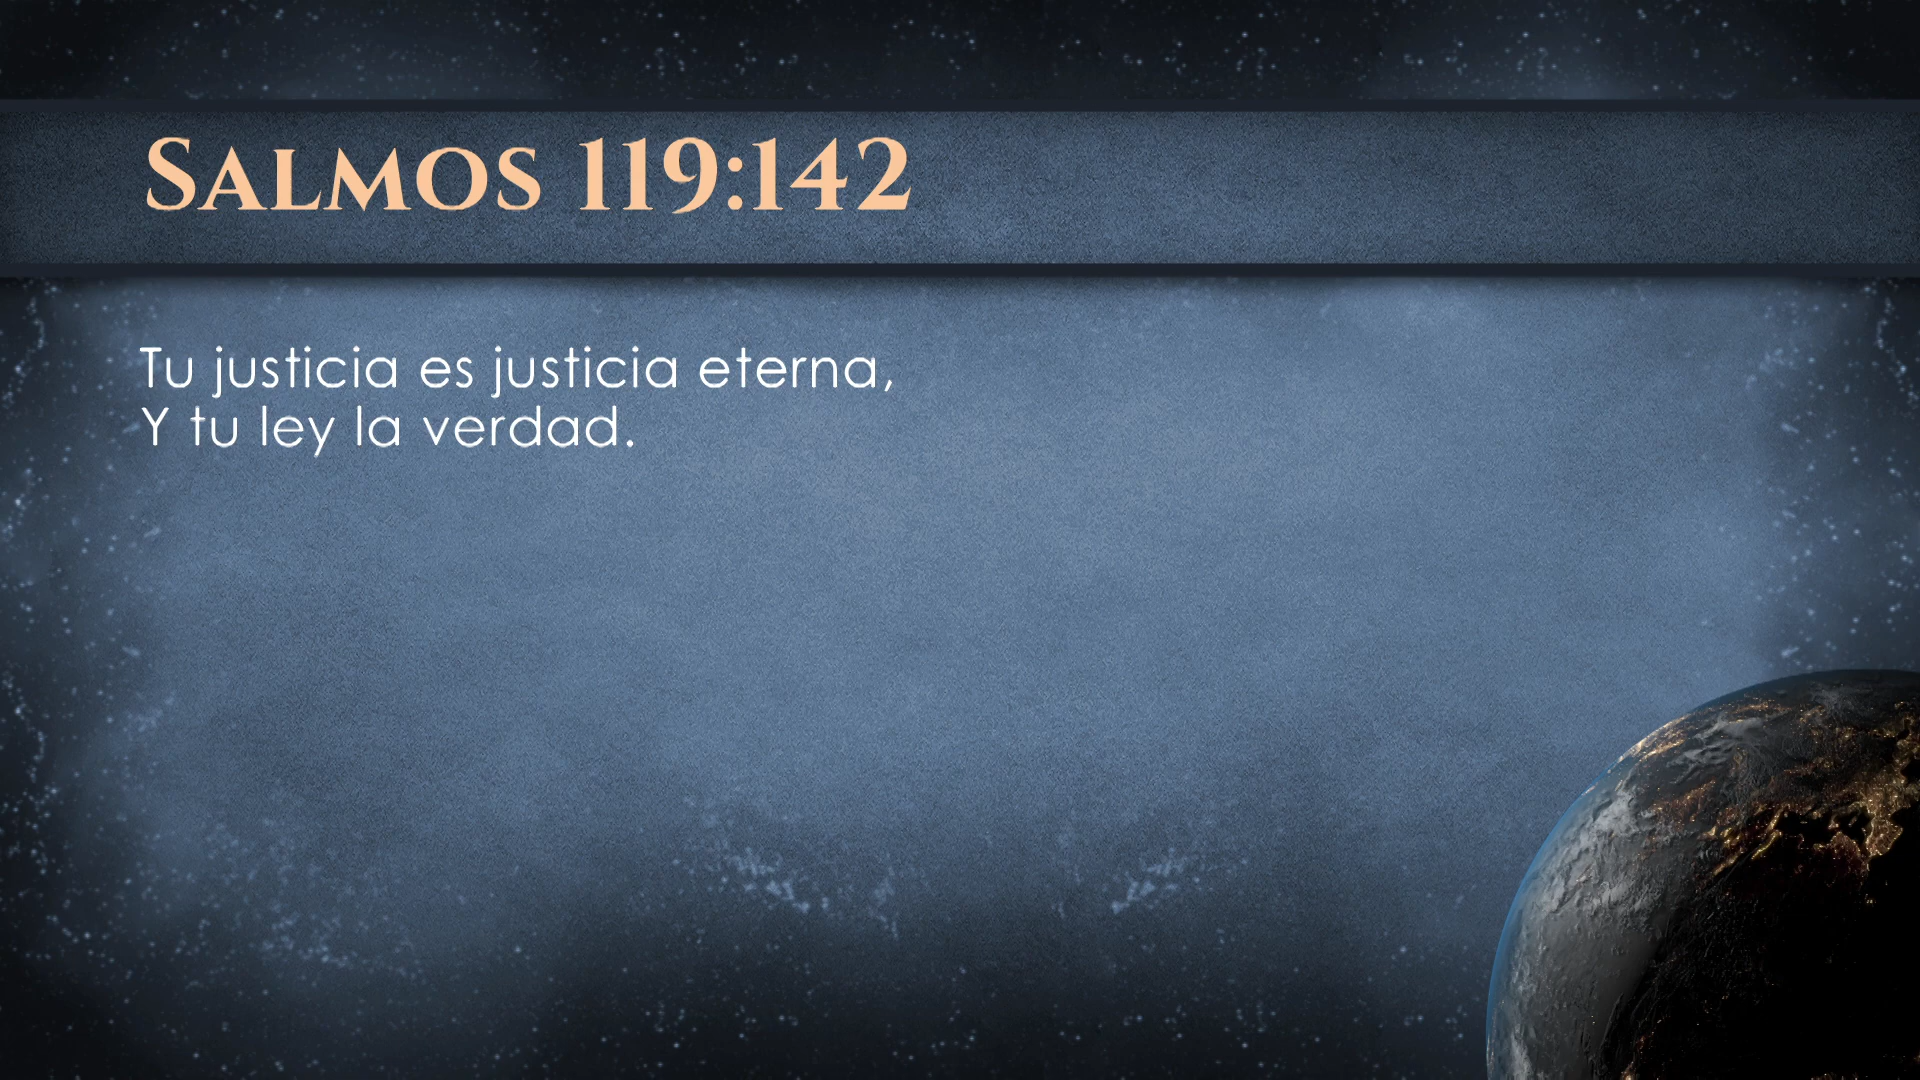 Salmos 119:142
Tu justicia es justicia eterna,
Y tu ley la verdad.